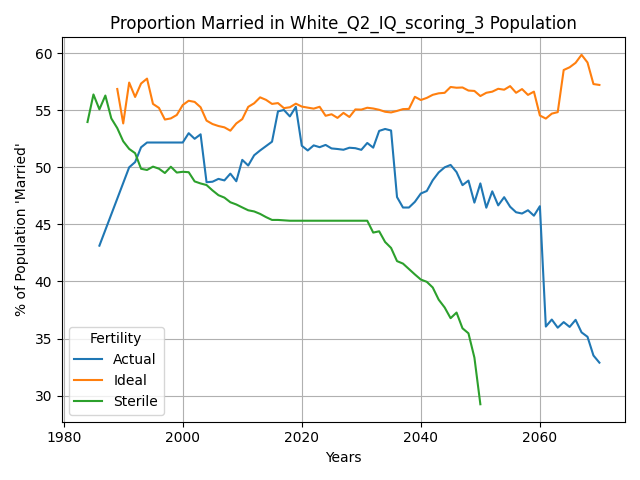 Proportion Married in White_Q2_IQ_scoring_3 Population
% of Population 'Married'
60
55
50
45
40
35
30
Fertility
Actual
Ideal
Sterile
1980
2000
2020
2040
2060
Years